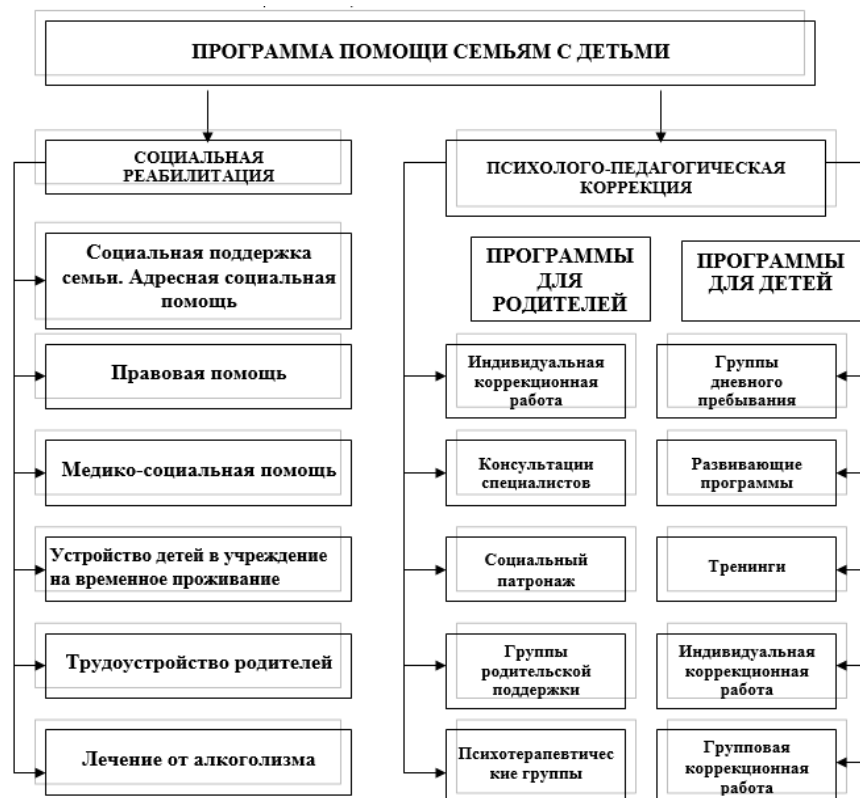 ПРОГРАММА ПОМОЩИ СЕМЬЯМ С ДЕТЬМИ
СОЦИАЛЬНАЯ
РЕАБИЛИТАЦИЯ
Социальная поддержка
семьи. Адресная социальная
помощь
Правовая помощь
Медико-социальная помощь
Устройство детей в учреждение
на временное проживание
Трудоустройство родителей
Лечение от алкоголизма
ПСИХОЛОГО-ПЕДАГОГИЧЕСКАЯ
КОРРЕКЦИЯ
ПРОГРАММЫ
ДЛЯ
РОДИТЕЛЕЙ
Индивидуальная
коррекционная
работа
Консультации
специалистов
Социальный
патронаж
Группы
родительской
поддержки
Психотерапевтичес
кие группы
ПРОГРАММЫ
ДЛЯ ДЕТЕЙ
Группы
дневного
пребывания
Развивающие
программы
Тренинги
Индивидуальная
коррекционная
работа
Групповая
коррекционная
работа